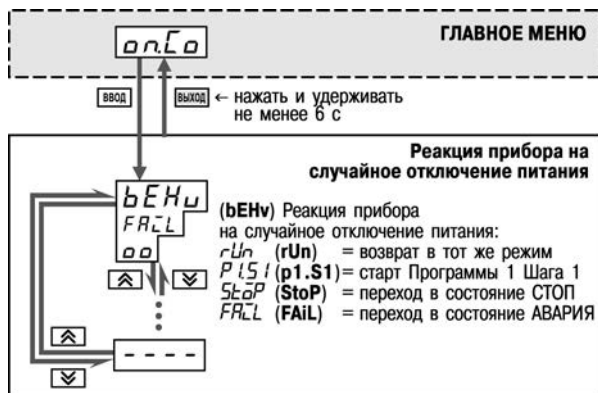 ГЛАВНОЕ МЕНЮ
on.Co
ВВОД ВЫХОД ← нажать и удерживать
не менее 6 с
Реакция прибора на
случайное отключение питания
bEHv
FAIL
oo
(bEHv) Реакция прибора
на случайное отключение питания:
rUn (rUn) = возврат в тот же режим
P1.S1 (p1.S1) = старт Программы 1 Шага 1
StoP (StoP) = переход в состояние СТОП
FAIL (FAiL) = переход в состояние АВАРИЯ
- - - -